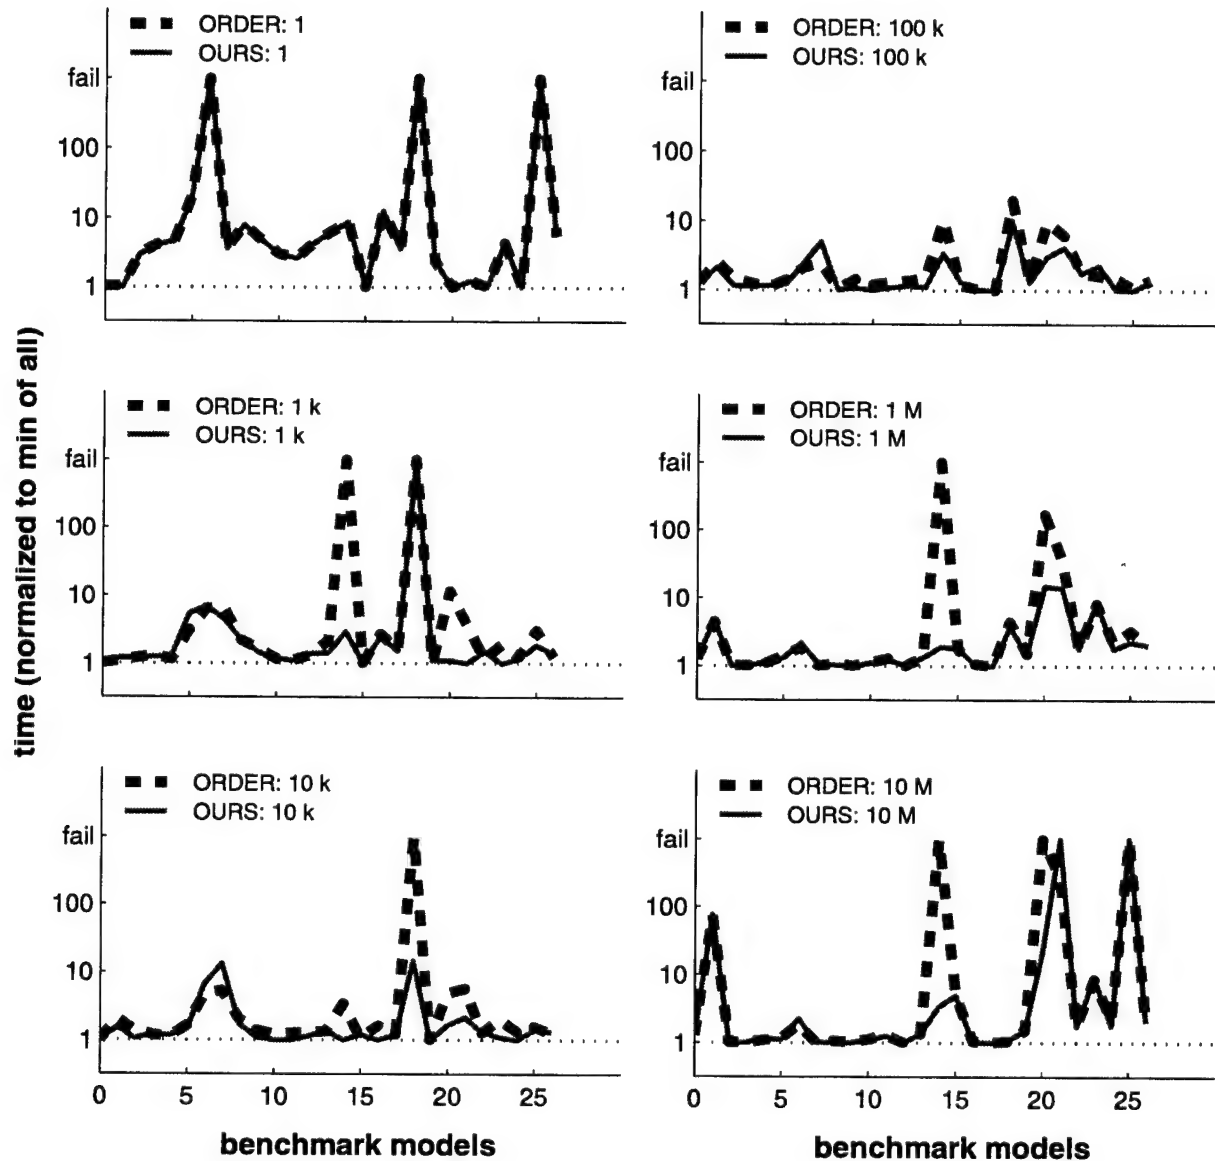 ORDER: 1
OURS: 1
fail
100
10
1
ORDER: 100 k
OURS: 100 k
fail
100
10
1
time (normalized to min of all)
ORDER: 1 k
OURS: 1 k
fail
100
10
1
ORDER: 1 M
OURS: 1 M
fail
100
10
1
ORDER: 10 k
OURS: 10 k
fail
100
10
1
0 5 10 15 20 25
benchmark models
ORDER: 10 M
OURS: 10 M
fail
100
10
1
0 5 10 15 20 25
benchmark models